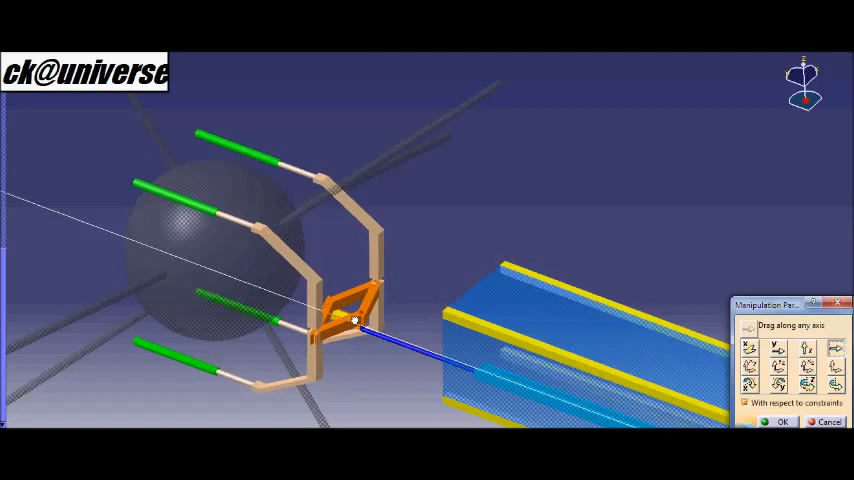 ck@universe
z
Manipulation Par...
Drag along any axis
x y z
x y z
With respect to constraints
OK Cancel